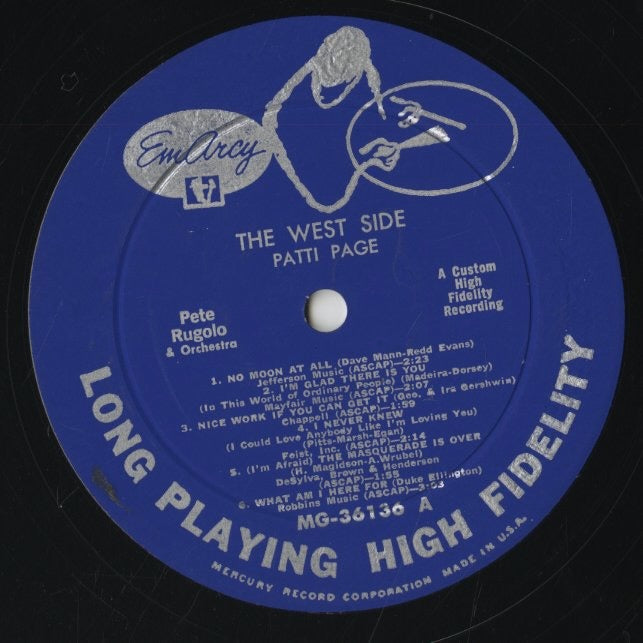 EmArcy
THE WEST SIDE
PATTI PAGE
Pete
Rugolo
& Orchestra
A Custom
High
Fidelity
Recording
1. NO MOON AT ALL (Dave Mann-Redd Evans)
Jefferson Music (ASCAP)—2:23
2. I'M GLAD THERE IS YOU
(In This World of Ordinary People) (Madeira-Dorsey)
Mayfair Music (ASCAP)—2:07
3. NICE WORK IF YOU CAN GET IT (Geo. & Ira Gershwin)
Chappell (ASCAP)—1:59
4. I NEVER KNEW
(I Could Love Anybody Like I'm Loving You)
(Pitts-Marsh-Egan)
Feist, Inc. (ASCAP)—2:14
5. (I'm Afraid) THE MASQUERADE IS OVER
(H. Magidson-A.Wrubel)
DeSylva, Brown & Henderson
(ASCAP)—1:55
6. WHAT AM I HERE FOR (Duke Ellington)
Robbins Music (ASCAP)
MG-36136 A
LONG PLAYING HIGH FIDELITY
MERCURY RECORD CORPORATION MADE IN U.S.A.